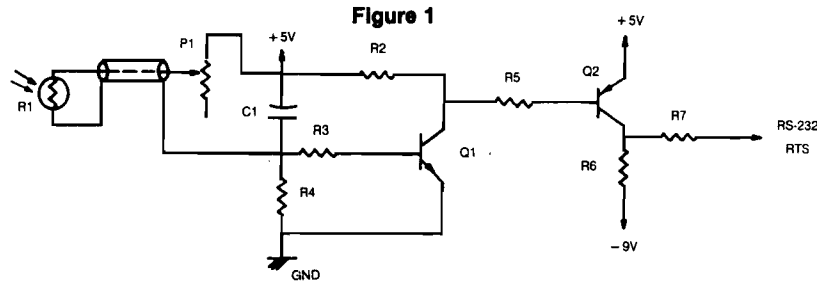 Figure 1
P1
+5V
R2
+5V
Q2
R5
R1
C1
R7
RS-232
RTS
R3
Q1
R6
R4
-9V
GND